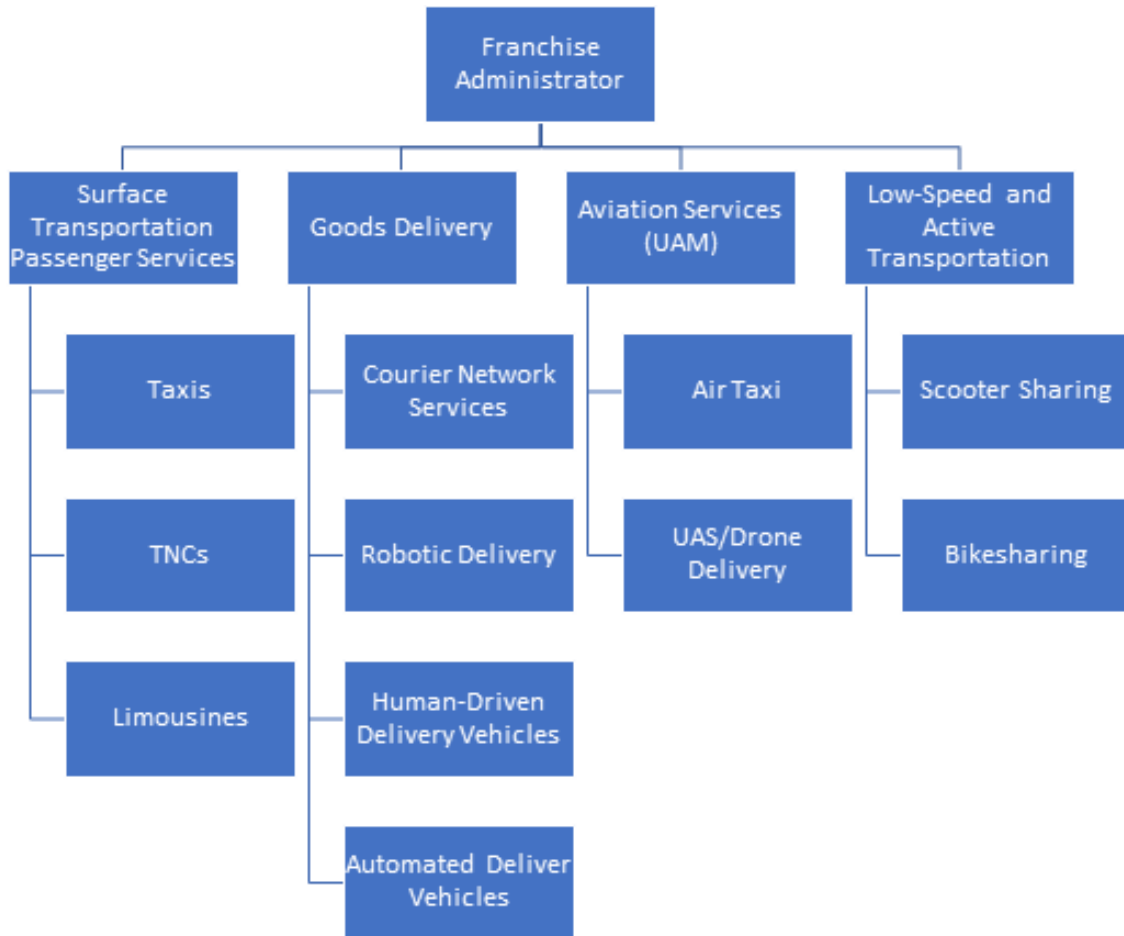 Franchise
Administrator
Surface
Transportation
Passenger Services
Goods Delivery
Aviation Services
(UAM)
Low-Speed and
Active
Transportation
Taxis
Courier Network
Services
Air Taxi
Scooter Sharing
TNCs
Robotic Delivery
UAS/Drone
Delivery
Bikesharing
Limousines
Human-Driven
Delivery Vehicles
Automated Deliver
Vehicles